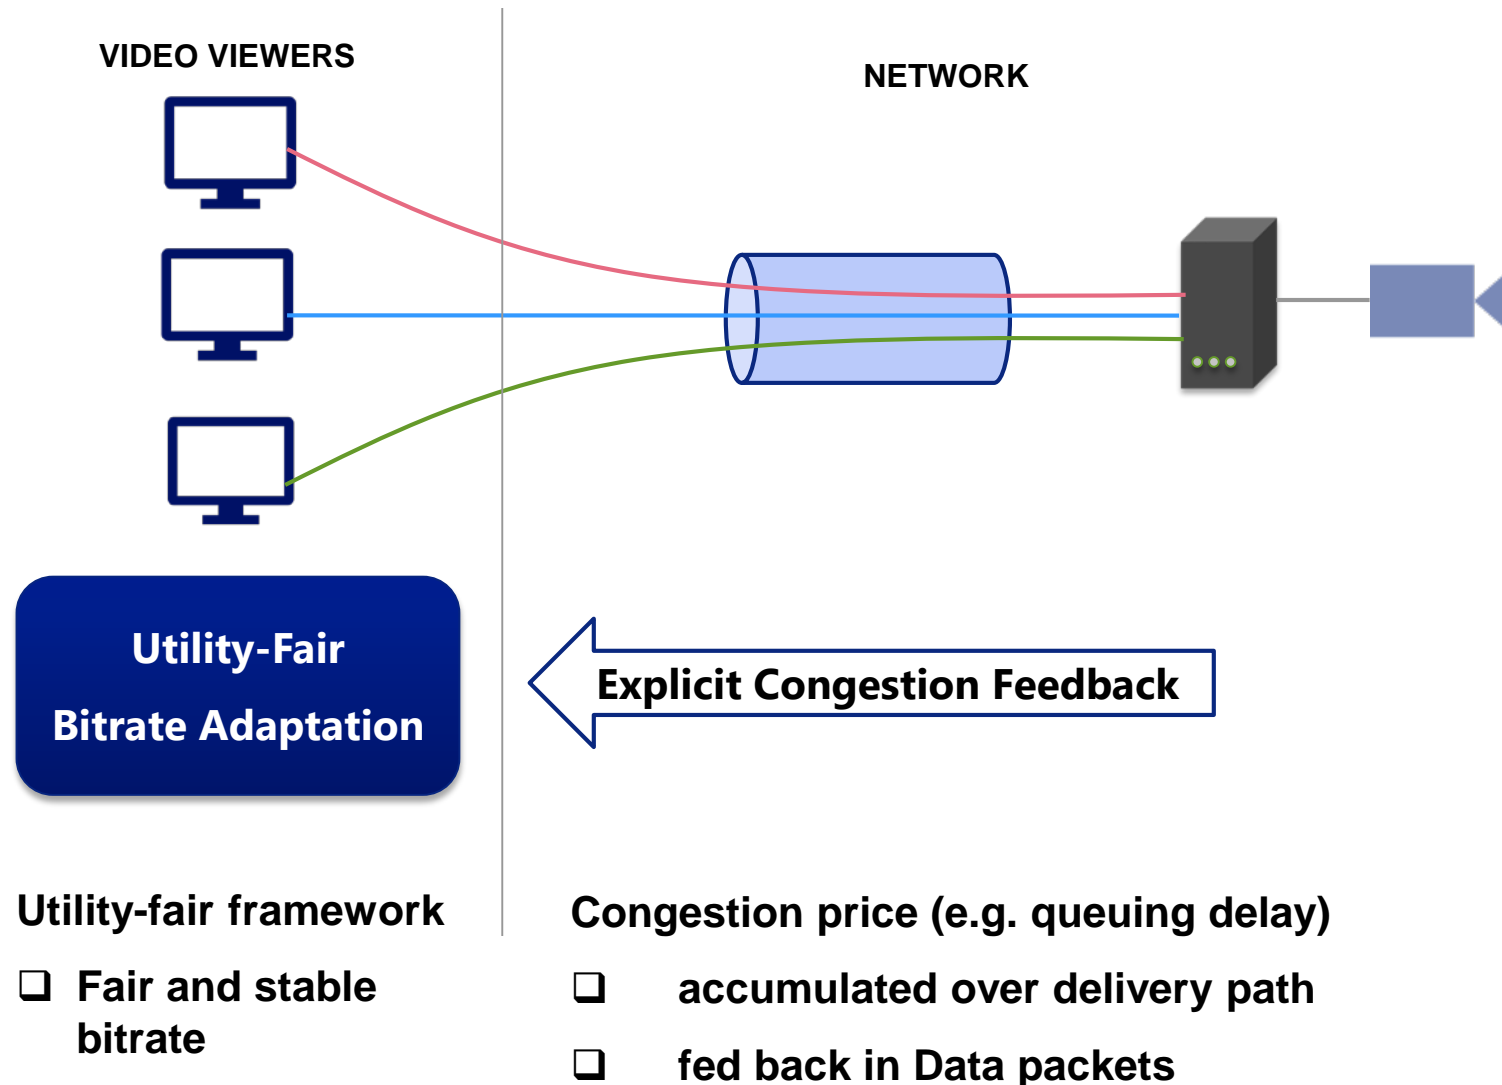 VIDEO VIEWERS
NETWORK
Utility-Fair
Bitrate Adaptation
Explicit Congestion Feedback
Utility-fair framework
❑ Fair and stable
bitrate
Congestion price (e.g. queuing delay)
❑ accumulated over delivery path
❑ fed back in Data packets